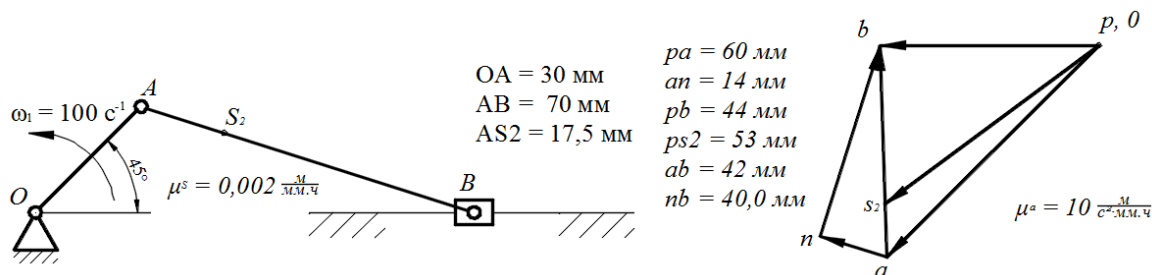 ω₁ = 100 с⁻¹
A
S₂
45°
O
B
μˢ = 0,002 м/мм.ч
OA = 30 мм
AB = 70 мм
AS2 = 17,5 мм
pa = 60 мм
an = 14 мм
pb = 44 мм
ps2 = 53 мм
ab = 42 мм
nb = 40,0 мм
b
p, 0
s₂
n
a
μᵃ = 10 м/с²·мм.ч